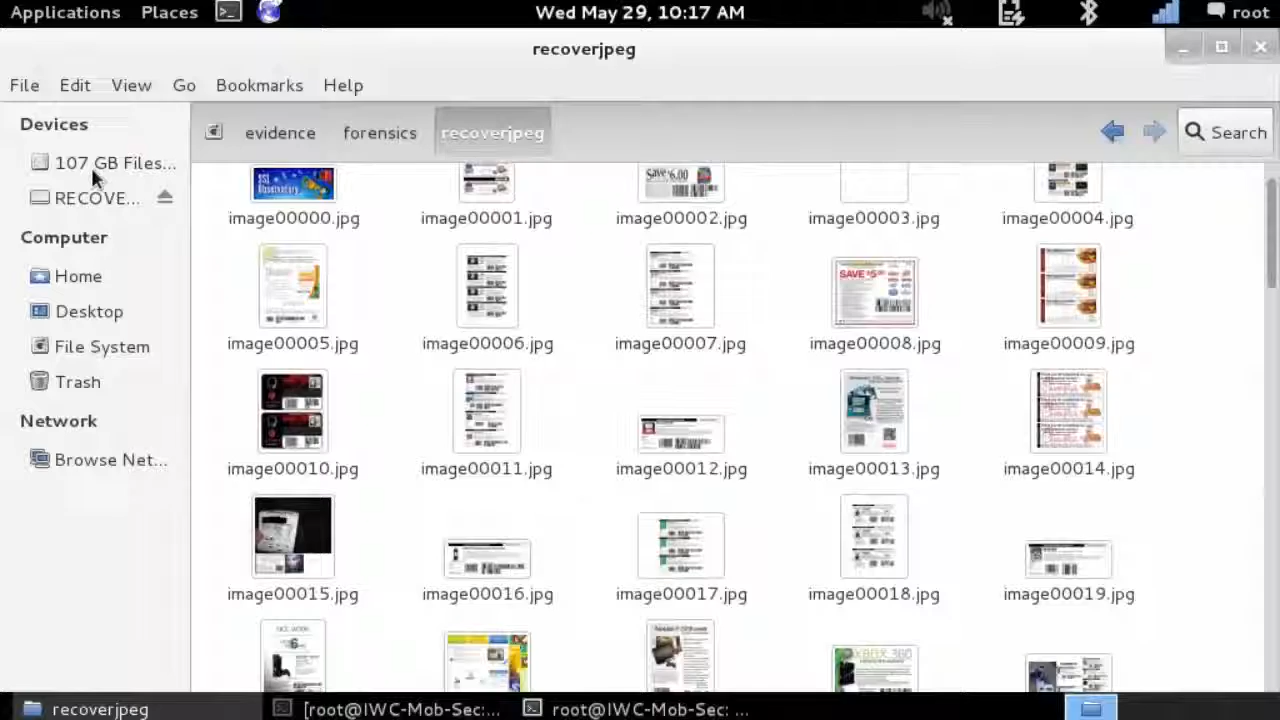 Applications Places Wed May 29, 10:17 AM root
recoverjpeg
File Edit View Go Bookmarks Help
Devices
107 GB Files...
RECOVE...
Computer
Home
Desktop
File System
Trash
Network
Browse Net...
evidence forensics recoverjpeg Search
image00000.jpg image00001.jpg image00002.jpg image00003.jpg image00004.jpg
image00005.jpg image00006.jpg image00007.jpg image00008.jpg image00009.jpg
image00010.jpg image00011.jpg image00012.jpg image00013.jpg image00014.jpg
image00015.jpg image00016.jpg image00017.jpg image00018.jpg image00019.jpg
recoverjpeg [root@IWC-Mob-Sec:... root@IWC-Mob-Sec: ...